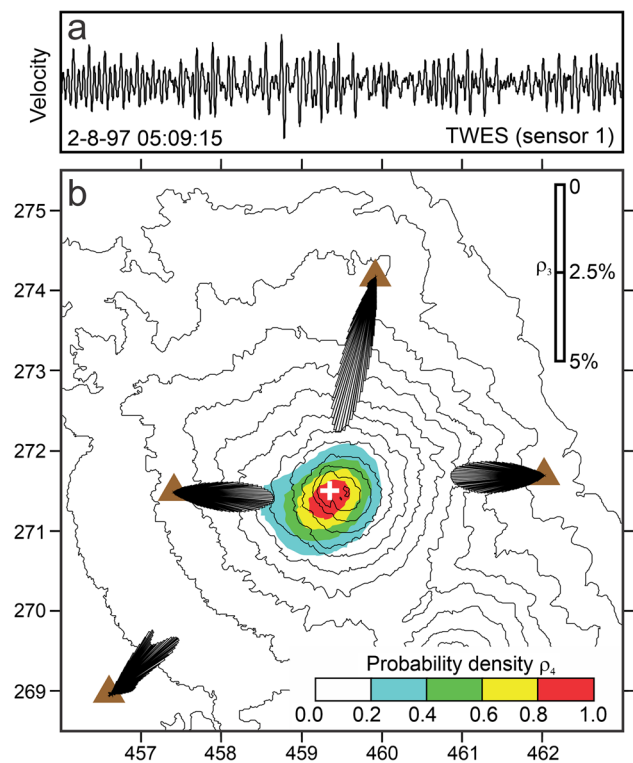 a
Velocity
2-8-97 05:09:15
TWES (sensor 1)
b
275
274
273
272
271
270
269
0
ρ₃
2.5%
5%
Probability density ρ₄
0.0 0.2 0.4 0.6 0.8 1.0
457 458 459 460 461 462